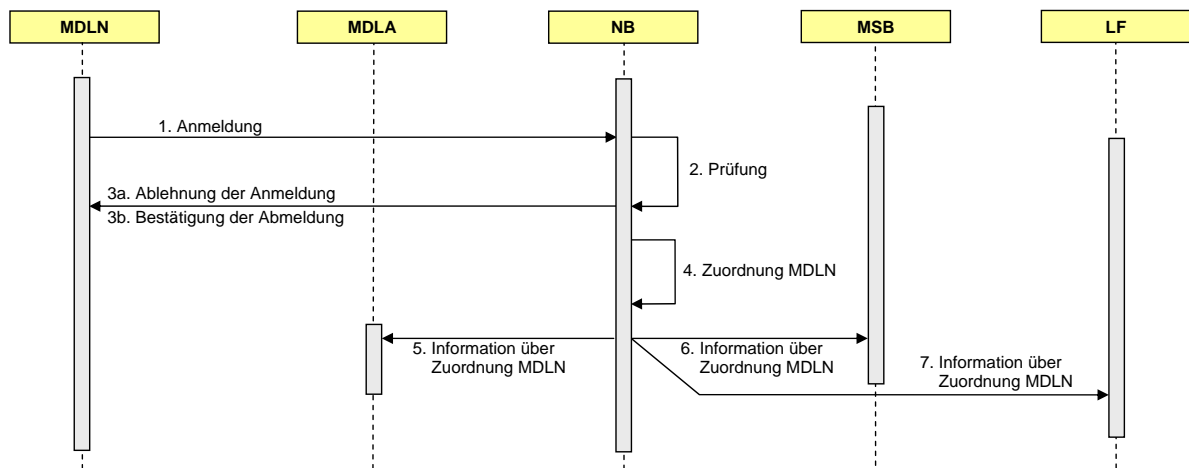 MDLN
MDLA
NB
MSB
LF
1. Anmeldung
2. Prüfung
3a. Ablehnung der Anmeldung
3b. Bestätigung der Abmeldung
4. Zuordnung MDLN
5. Information über
Zuordnung MDLN
6. Information über
Zuordnung MDLN
7. Information über
Zuordnung MDLN